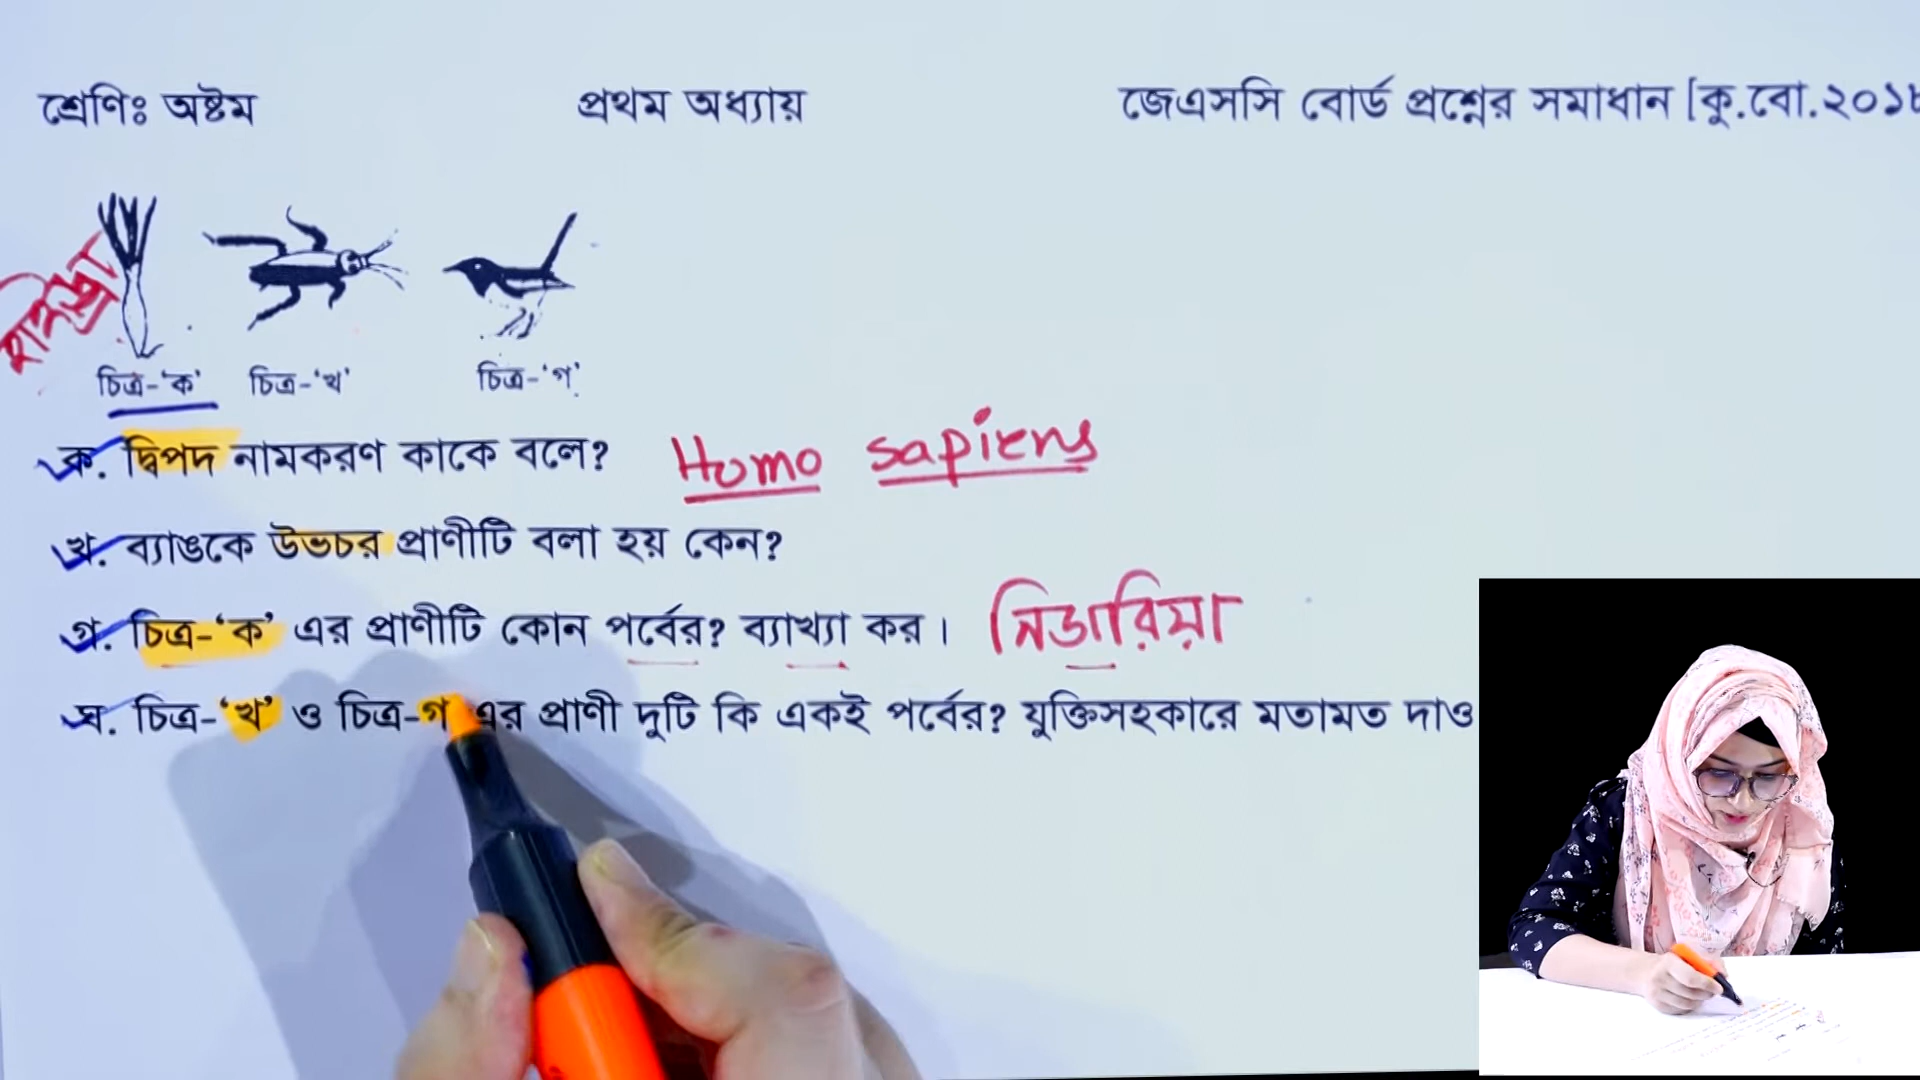 শ্রেণিঃ অষ্টম প্রথম অধ্যায় জেএসসি বোর্ড প্রশ্নের সমাধান [কু.বো.২০১৮
হাইড্রা
চিত্র-‘ক’ চিত্র-‘খ’ চিত্র-‘গ’
ক. দ্বিপদ নামকরণ কাকে বলে? Homo sapiens
খ. ব্যাঙকে উভচর প্রাণীটি বলা হয় কেন?
গ. চিত্র-‘ক’ এর প্রাণীটি কোন পর্বের? ব্যাখ্যা কর। নিডারিয়া
ঘ. চিত্র-‘খ’ ও চিত্র-গ এর প্রাণী দুটি কি একই পর্বের? যুক্তিসহকারে মতামত দাও